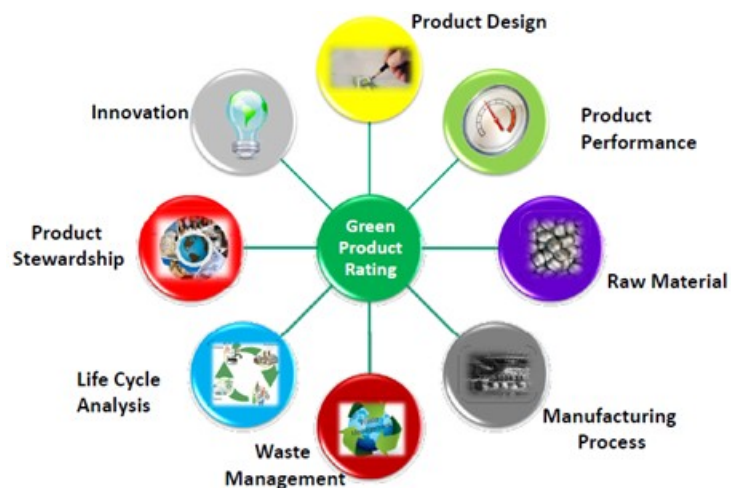 Product Design
Product
Performance
Raw Material
Manufacturing
Process
Waste
Management
Life Cycle
Analysis
Product
Stewardship
Innovation
Green
Product
Rating